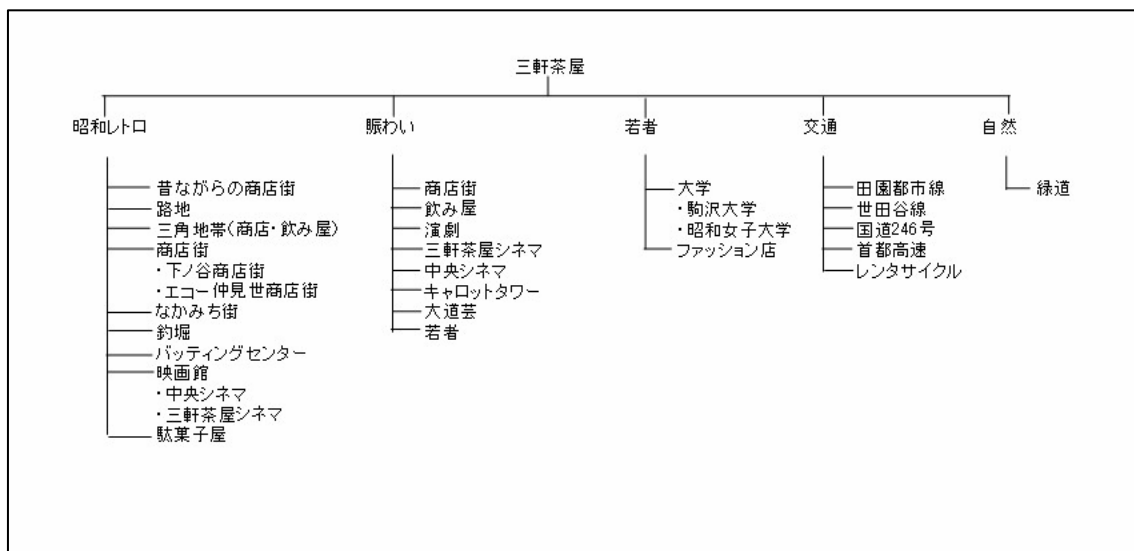 三軒茶屋
昭和レトロ
昔ながらの商店街
路地
三角地帯(商店・飲み屋)
商店街
・下ノ谷商店街
・エコー仲見世商店街
なかみち街
釣堀
バッティングセンター
映画館
・中央シネマ
・三軒茶屋シネマ
駄菓子屋
賑わい
商店街
飲み屋
演劇
三軒茶屋シネマ
中央シネマ
キャロットタワー
大道芸
若者
若者
大学
・駒沢大学
・昭和女子大学
ファッション店
交通
田園都市線
世田谷線
国道246号
首都高速
レンタサイクル
自然
緑道